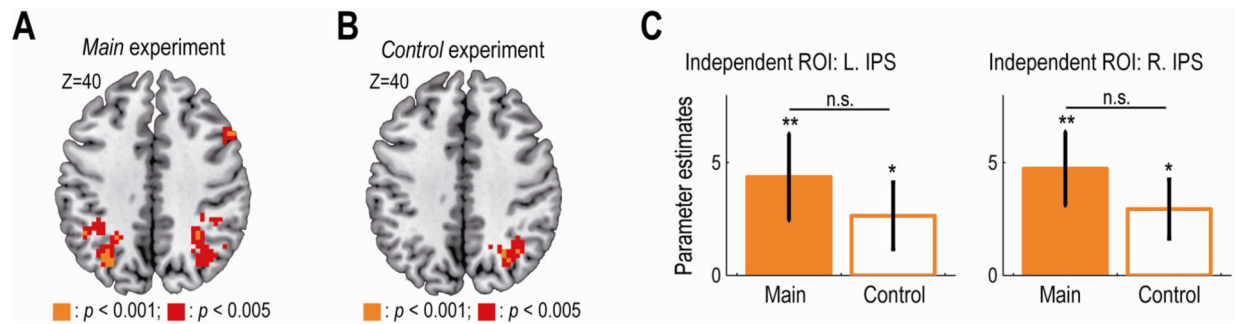 A
Main experiment
Z=40
: p < 0.001; : p < 0.005
B
Control experiment
Z=40
: p < 0.001; : p < 0.005
C
Independent ROI: L. IPS
Parameter estimates
n.s.
**
*
5
0
Main Control
Independent ROI: R. IPS
n.s.
**
*
5
0
Main Control